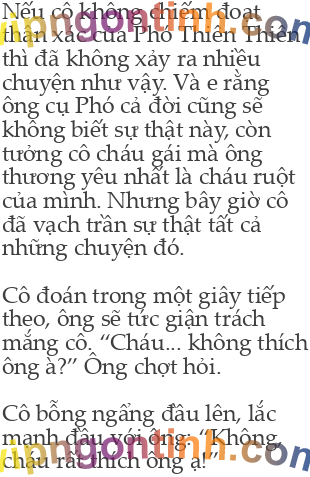 Nếu cô không chiếm đoạt
thân xác của Phó Thiên Thiên
thì đã không xảy ra nhiều
chuyện như vậy. Và e rằng
ông cụ Phó cả đời cũng sẽ
không biết sự thật này, còn
tưởng cô cháu gái mà ông
thương yêu nhất là cháu ruột
của mình. Nhưng bây giờ cô
đã vạch trần sự thật tất cả
những chuyện đó.

Cô đoán trong một giây tiếp
theo, ông sẽ tức giận trách
mắng cô. “Cháu... không thích
ông à?” Ông chợt hỏi.

Cô bỗng ngẩng đầu lên, lắc
mạnh đầu với ông: “Không,
cháu rất thích ông ạ!”
vipngontinh.com
vipngontinh.com